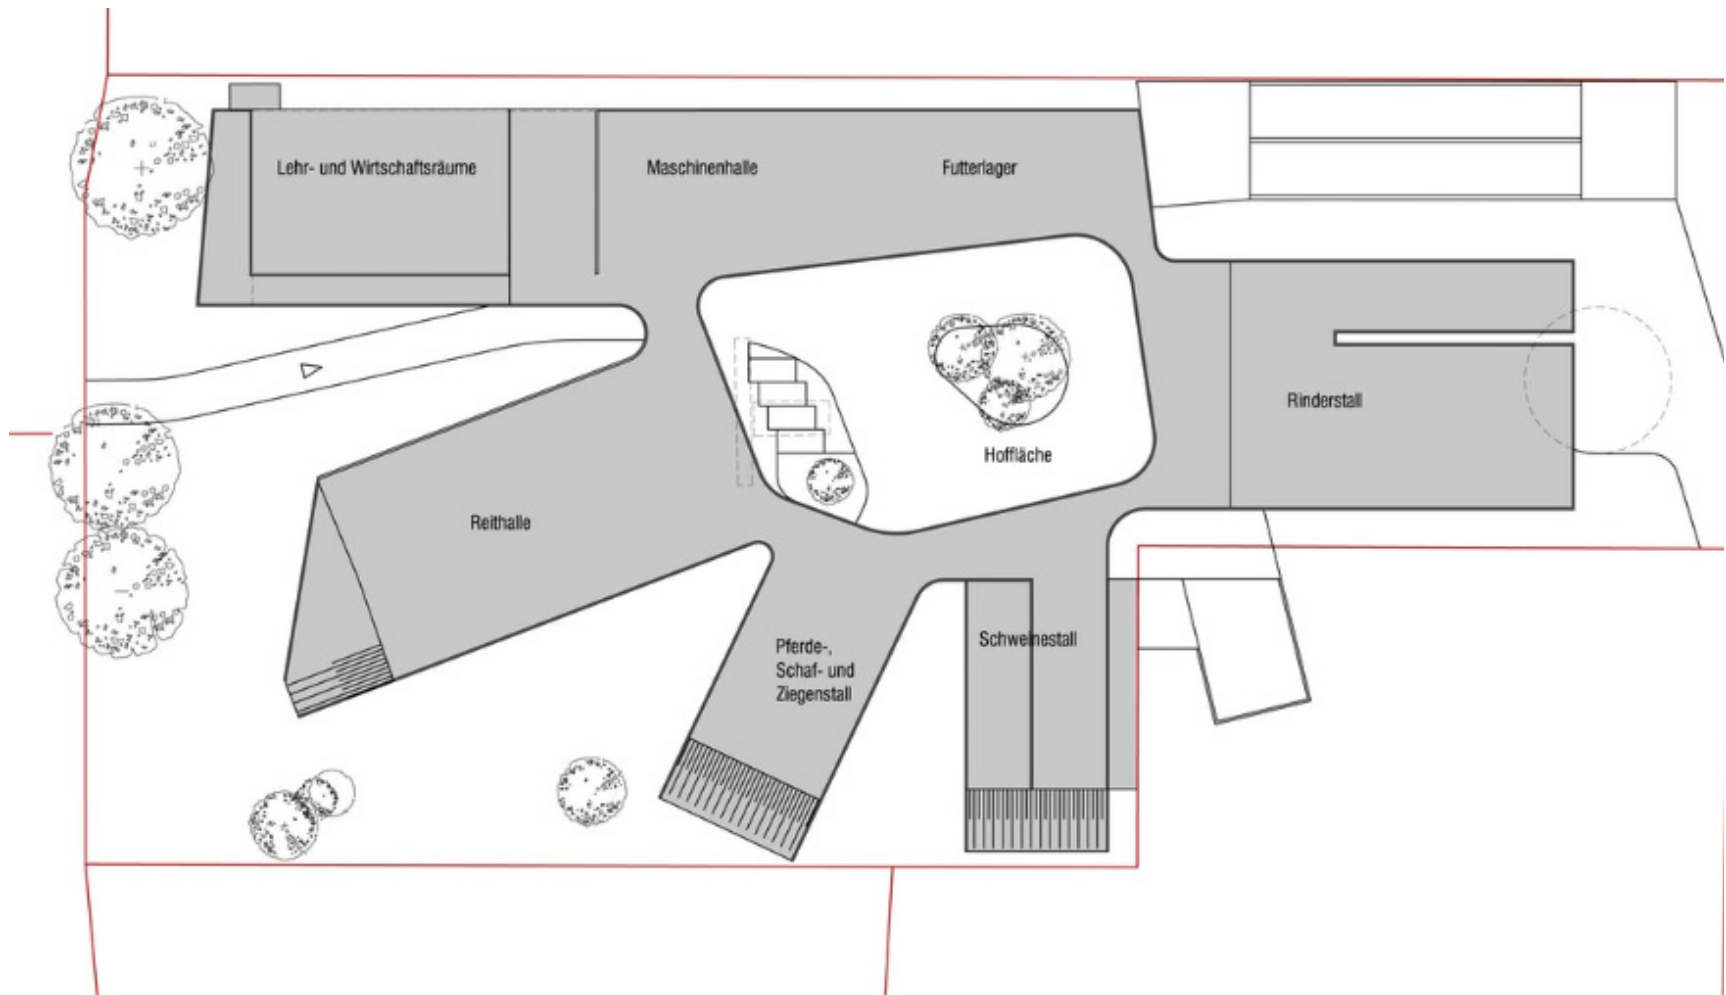 Lehr- und Wirtschaftsräume
Maschinenhalle
Futterlager
Rinderstall
Hoffläche
Reithalle
Pferde-,
Schaf- und
Ziegenstall
Schweinestall